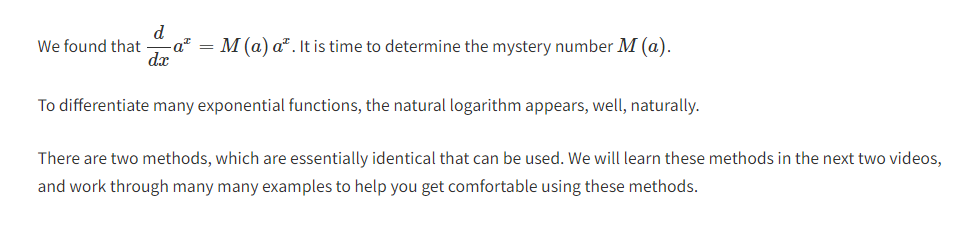 We found that \frac{d}{dx}a^x = M(a) a^x. It is time to determine the mystery number M(a).
To differentiate many exponential functions, the natural logarithm appears, well, naturally.
There are two methods, which are essentially identical that can be used. We will learn these methods in the next two videos,
and work through many many examples to help you get comfortable using these methods.